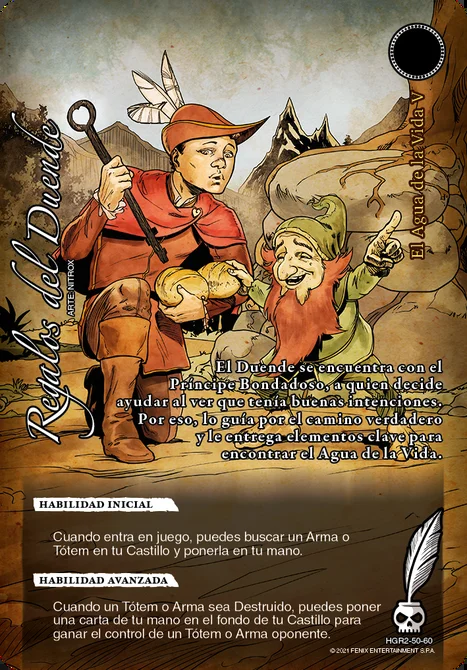 El Agua de la Vida V
Regalos del Duende
ARTE: NITROX
El Duende se encuentra con el
Príncipe Bondadoso, a quien decide
ayudar al ver que tenía buenas intenciones.
Por eso, lo guía por el camino verdadero
y le entrega elementos clave para
encontrar el Agua de la Vida.
HABILIDAD INICIAL
Cuando entra en juego, puedes buscar un Arma o
Tótem en tu Castillo y ponerla en tu mano.
HABILIDAD AVANZADA
Cuando un Tótem o Arma sea Destruido, puedes poner
una carta de tu mano en el fondo de tu Castillo para
ganar el control de un Tótem o Arma oponente.
HGR2-50-60
© 2021 FENIX ENTERTAINMENT S.P.A.